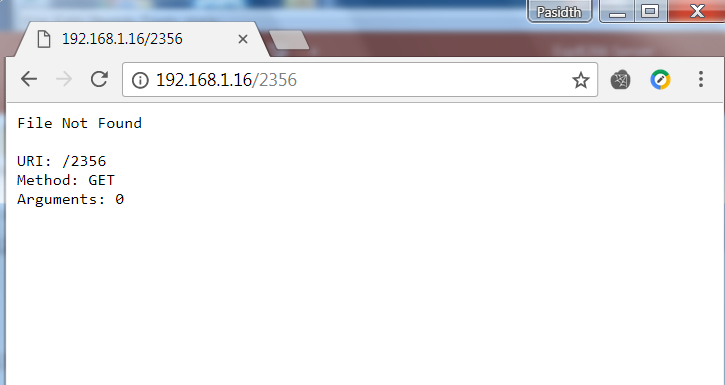 Pasidth
192.168.1.16/2356
192.168.1.16/2356
File Not Found
URI: /2356
Method: GET
Arguments: 0